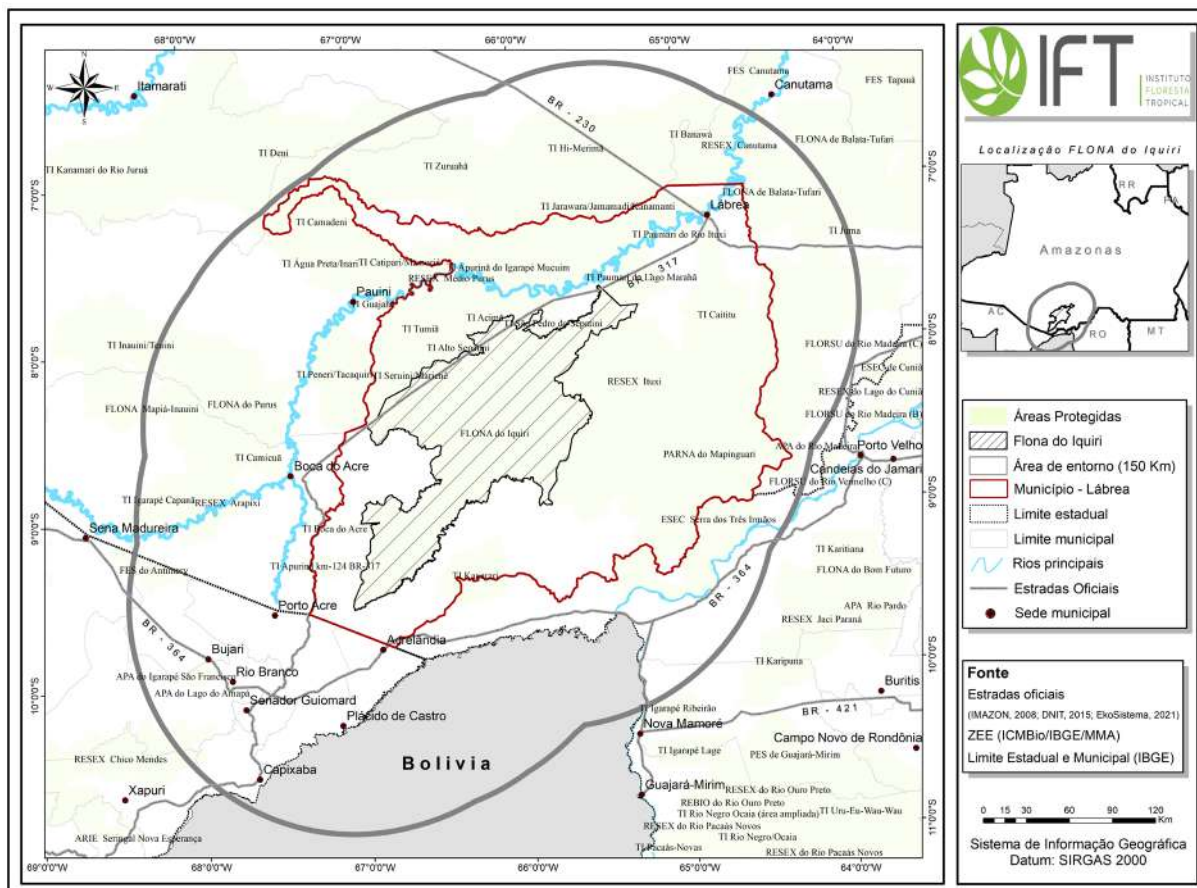 68°0'0"W
67°0'0"W
66°0'0"W
65°0'0"W
64°0'0"W
N
W
E
S
Itamarati
FES Canutama
FES Tapauá
Canutama
BR - 230
TI Banawá
RESEX Canutama
FLONA de Balata-Tufari
TI Deni
TI Zuruahã
TI Hi-Merimã
TI Kanamari do Rio Juruá
7°0'0"S
7°0'0"S
FLONA de Balata-Tufari
TI Camadeni
TI Jarawara/Jamamadi/Kanamanti
Lábrea
TI Paumari do Rio Ituxi
TI Juma
TI Água Preta/Inari
TI Catipari/Mamoriá
TI Apurinã do Igarapé Mucuim
RESEX Médio Purus
TI Paumari do Lago Marahã
BR - 317
Pauini
TI Guajahã
TI Tumiã
TI Acimã
TI São Pedro do Sepatini
TI Caititu
8°0'0"S
8°0'0"S
TI Inauini/Teuini
TI Alto Sepatini
FLORSU do Rio Madeira (C)
ESEC de Cuniã
TI Peneri/Tacaquiri
TI Seruini/Marienê
RESEX Ituxi
RESEX do Lago do Cuniã
FLONA Mapiá-Inauini
FLONA do Purus
FLORSU do Rio Madeira (B)
FLONA do Iquiri
APA do Rio Madeira
Porto Velho
TI Camicuã
PARNA do Mapinguari
Candeias do Jamari
Boca do Acre
FLORSU do Rio Vermelho (C)
9°0'0"S
9°0'0"S
TI Igarapé Capanã
RESEX Arapixi
ESEC Serra dos Três Irmãos
Sena Madureira
TI Boca do Acre
TI Karitiana
FES do Antimary
TI Apurinã km-124 BR-317
TI Kaxarari
FLONA do Bom Futuro
BR - 364
Porto Acre
APA Rio Pardo
RESEX Jaci Paraná
BR - 364
Acrelândia
Bujari
TI Karipuna
10°0'0"S
10°0'0"S
Rio Branco
APA do Igarapé São Francisco
APA do Lago do Amapá
Buritis
Senador Guiomard
TI Igarapé Ribeirão
BR - 421
Plácido de Castro
Nova Mamoré
Campo Novo de Rondônia
TI Igarapé Lage
PES de Guajará-Mirim
RESEX Chico Mendes
Bolivia
Capixaba
Guajará-Mirim
RESEX do Rio Ouro Preto
Xapuri
REBIO do Rio Ouro Preto
TI Rio Negro Ocaia (área ampliada)
TI Uru-Eu-Wau-Wau
11°0'0"S
RESEX do Rio Pacaás Novos
TI Rio Negro/Ocaia
ARIE Seringal Nova Esperança
TI Pacaás-Novas
RESEX do Rio Pacaás Novos
69°0'0"W
68°0'0"W
67°0'0"W
66°0'0"W
65°0'0"W
64°0'0"W
IFT
INSTITUTO
FLORESTA
TROPICAL
Localização FLONA do Iquiri
RR
PA
Amazonas
AC
RO
MT
Áreas Protegidas
Flona do Iquiri
Área de entorno (150 Km)
Município - Lábrea
Limite estadual
Limite municipal
Rios principais
Estradas Oficiais
Sede municipal
Fonte
Estradas oficiais
(IMAZON, 2008; DNIT, 2015; EkoSistema, 2021)
ZEE (ICMBio/IBGE/MMA)
Limite Estadual e Municipal (IBGE)
0 15 30 60 90 120
Km
Sistema de Informação Geográfica
Datum: SIRGAS 2000